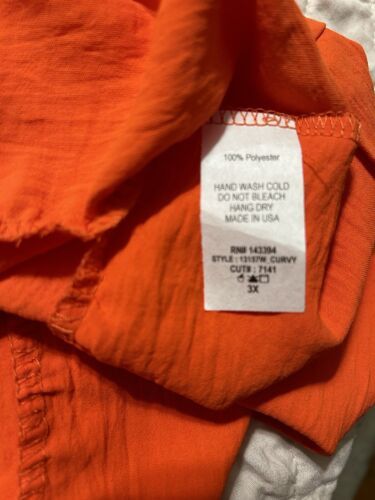 100% Polyester
HAND WASH COLD
DO NOT BLEACH
HANG DRY
MADE IN USA
RN# 143394
STYLE : 13157W_CURVY
CUT# : 7141
3X